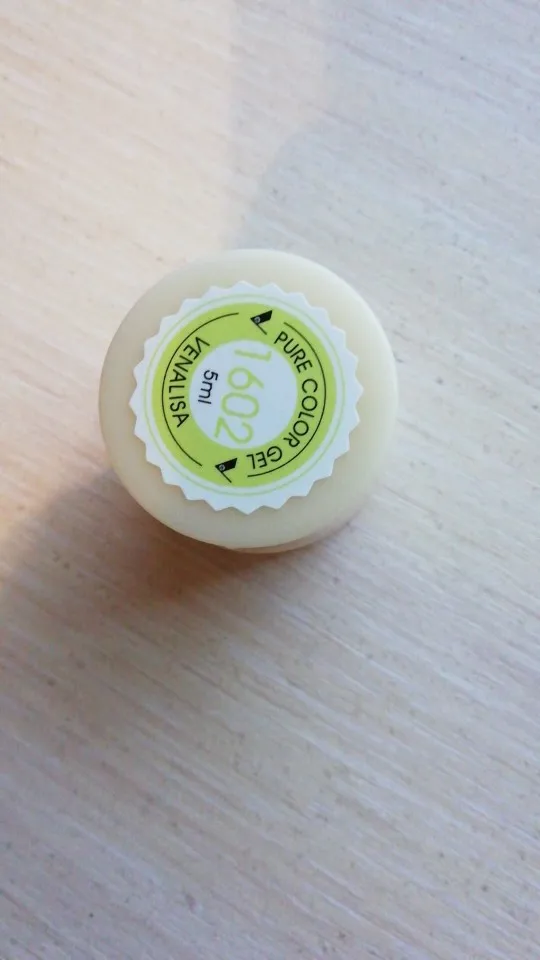 PURE COLOR GEL
1602
5ml
VENALISA